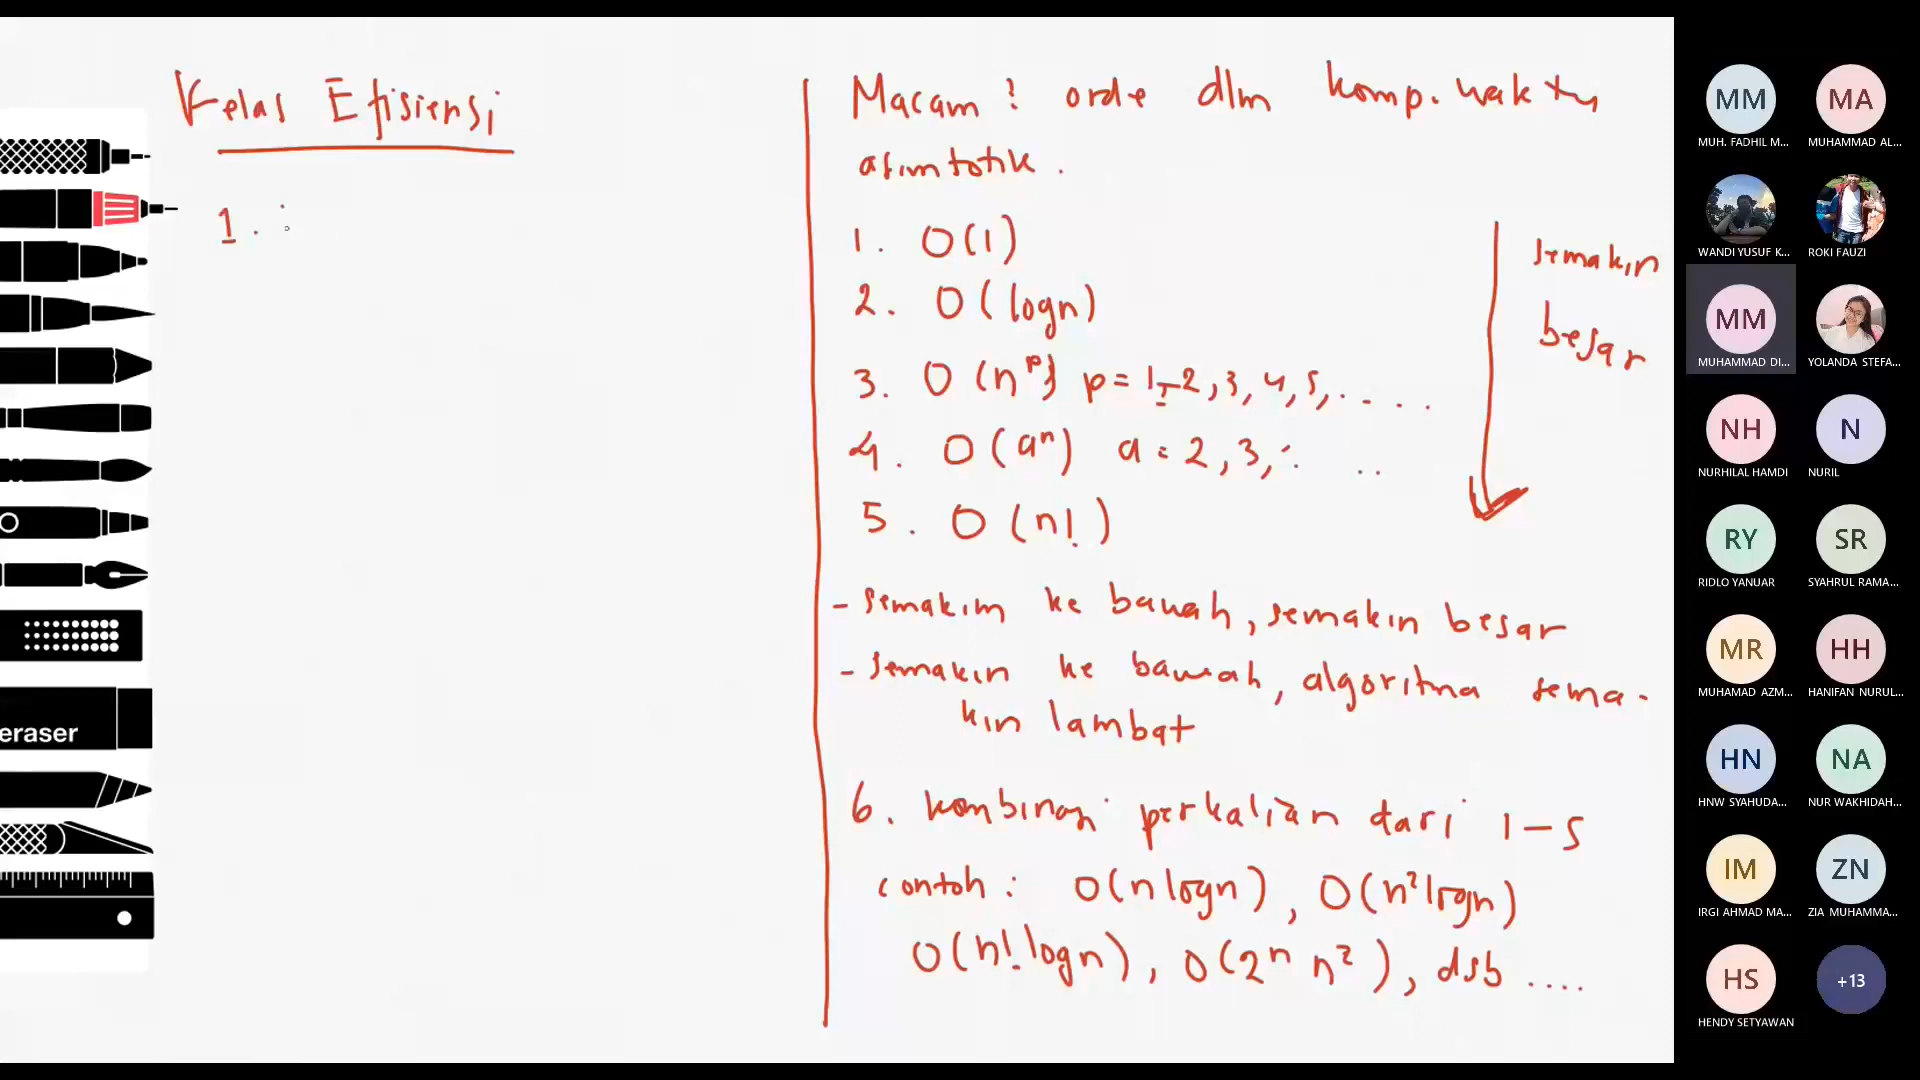 Kelas Efisiensi
1. :
Macam² orde dlm komp. waktu
asimtotik.
1. O(1)
2. O(logn)
3. O(n^p) p = 1, 2, 3, 4, 5, .....
4. O(aⁿ) a = 2, 3, ....
5. O(n!)
semakin
besar
- semakin ke bawah, semakin besar
- semakin ke bawah, algoritma sema-
kin lambat
6. kombinasi perkalian dari 1 - 5
contoh : O(n logn), O(n² logn)
O(n! logn), O(2ⁿ n²), dsb ....
eraser
MM
MUH. FADHIL M...
MA
MUHAMMAD AL...
WANDI YUSUF K...
ROKI FAUZI
MM
MUHAMMAD DI...
YOLANDA STEFA...
NH
NURHILAL HAMDI
N
NURIL
RY
RIDLO YANUAR
SR
SYAHRUL RAMA...
MR
MUHAMAD AZM...
HH
HANIFAN NURUL...
HN
HNW SYAHUDA...
NA
NUR WAKHIDAH...
IM
IRGI AHMAD MA...
ZN
ZIA MUHAMMA...
HS
HENDY SETYAWAN
+13